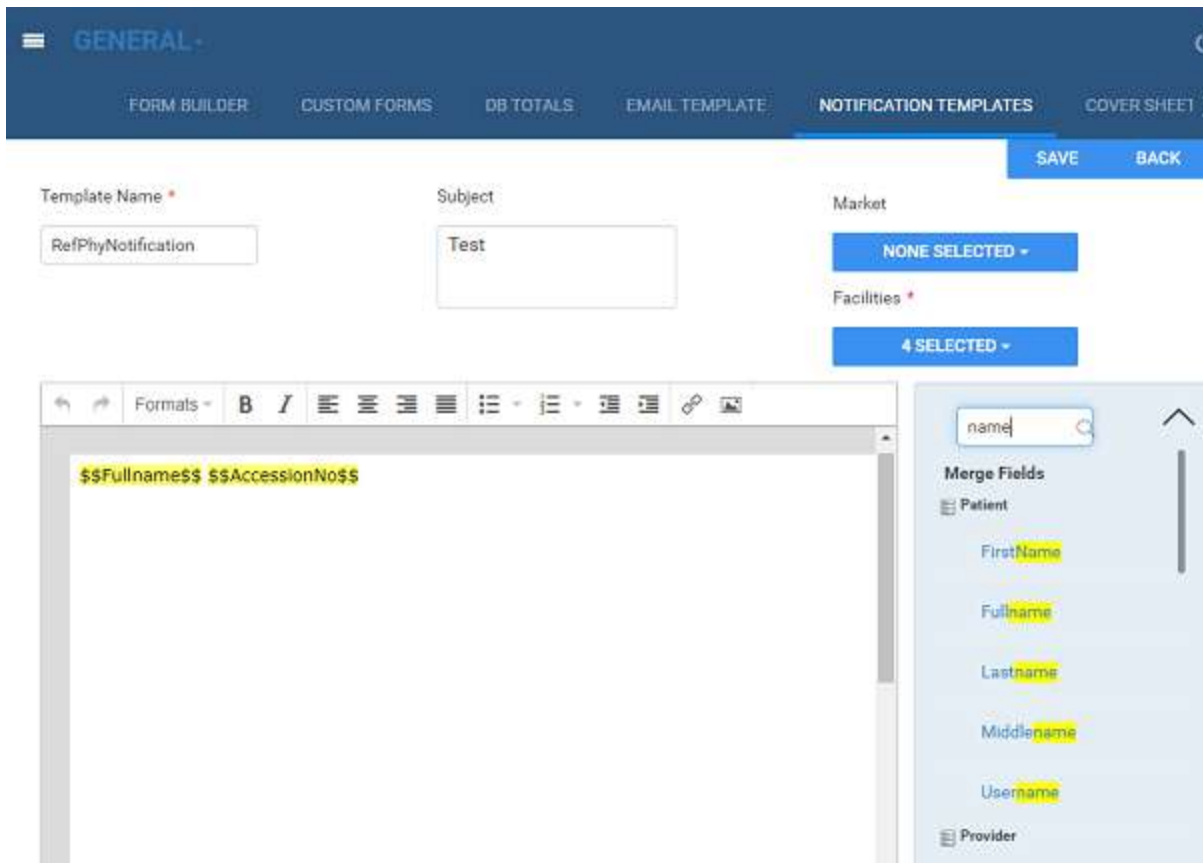 GENERAL
FORM BUILDER CUSTOM FORMS DB TOTALS EMAIL TEMPLATE NOTIFICATION TEMPLATES COVER SHEET
SAVE BACK
Template Name * Subject Market
RefPhyNotification Test NONE SELECTED
Facilities *
4 SELECTED
Formats B I
name
$$Fullname$$ $$AccessionNo$$
Merge Fields
Patient
FirstName
Fullname
Lastname
Middlename
Username
Provider